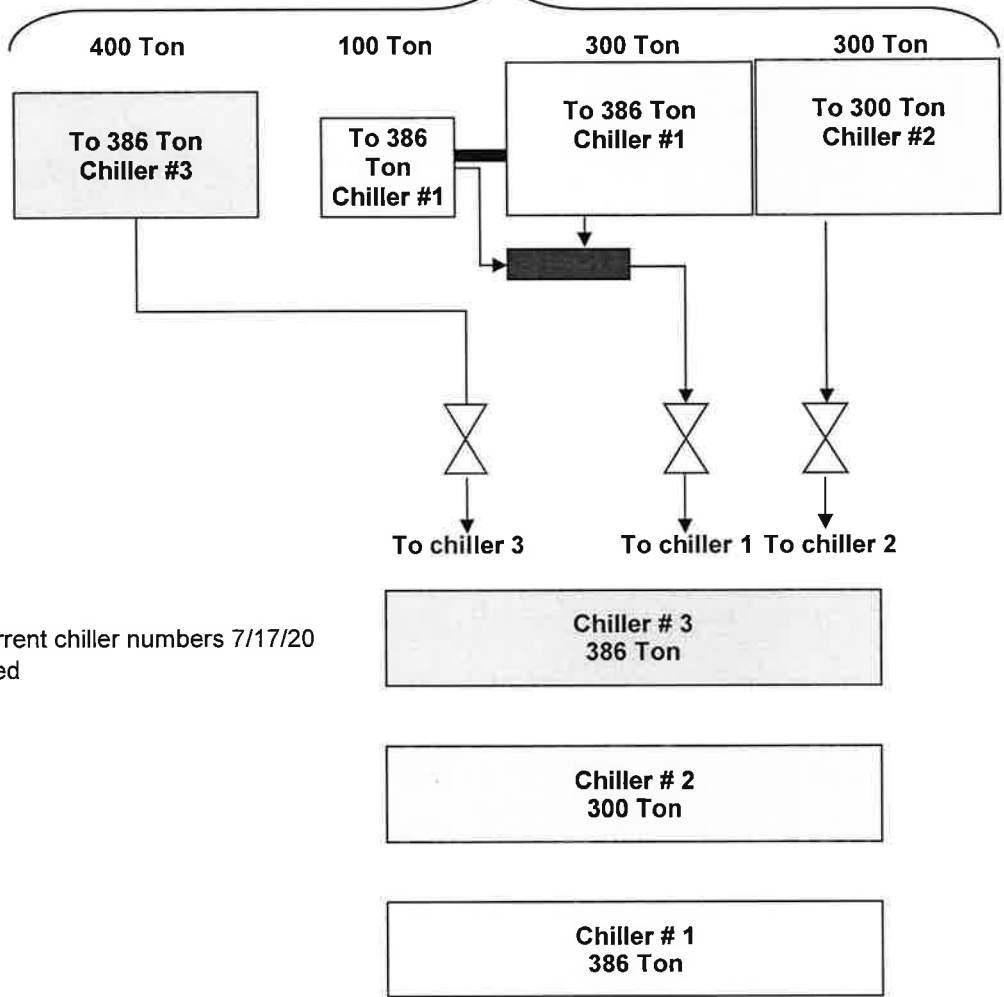 400 Ton
100 Ton
300 Ton
300 Ton
To 386 Ton
Chiller #3
To 386
Ton
Chiller #1
To 386 Ton
Chiller #1
To 300 Ton
Chiller #2
To chiller 3
To chiller 1
To chiller 2
chiller numbers 7/17/20
Chiller # 3
386 Ton
Chiller # 2
300 Ton
Chiller # 1
386 Ton